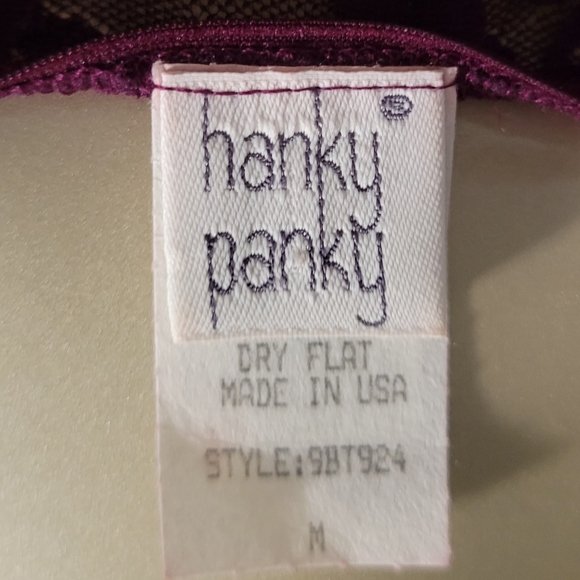 hanky ®
panky
DRY FLAT
MADE IN USA
STYLE:9BT924
M